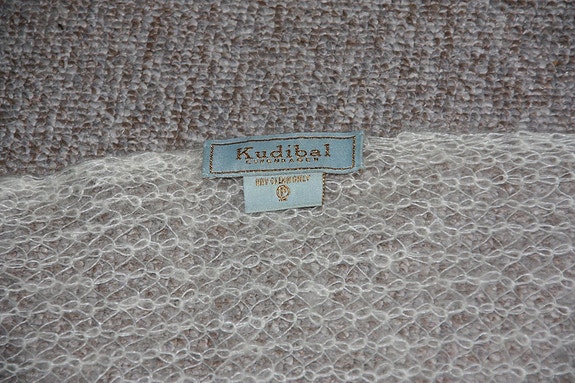 Kudibal
COPENHAGEN
DRY CLEAN ONLY
P